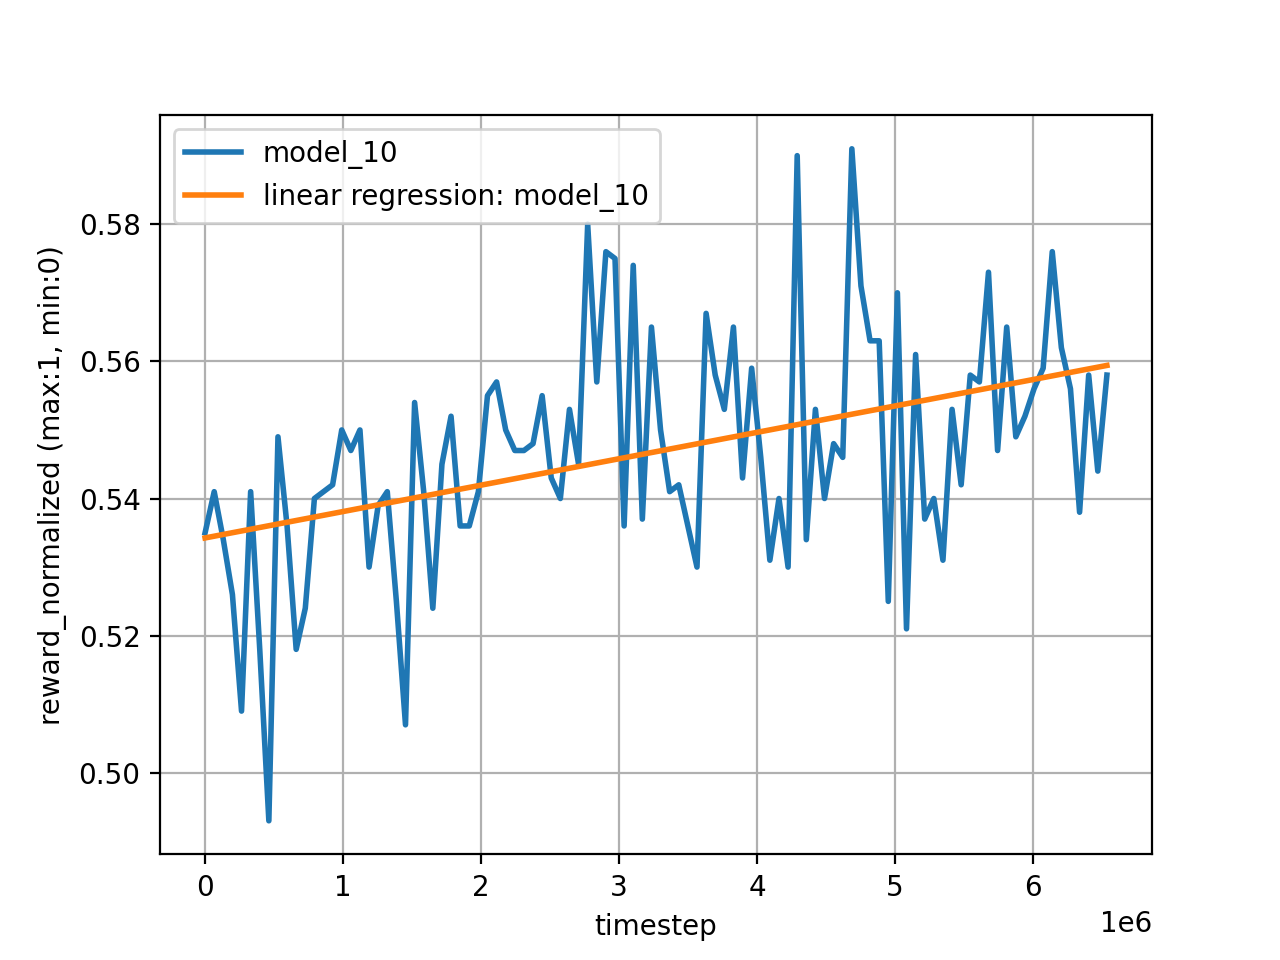 model_10
linear regression: model_10
0.58
0.56
0.54
0.52
0.50
reward_normalized (max:1, min:0)
0 1 2 3 4 5 6
1e6
timestep